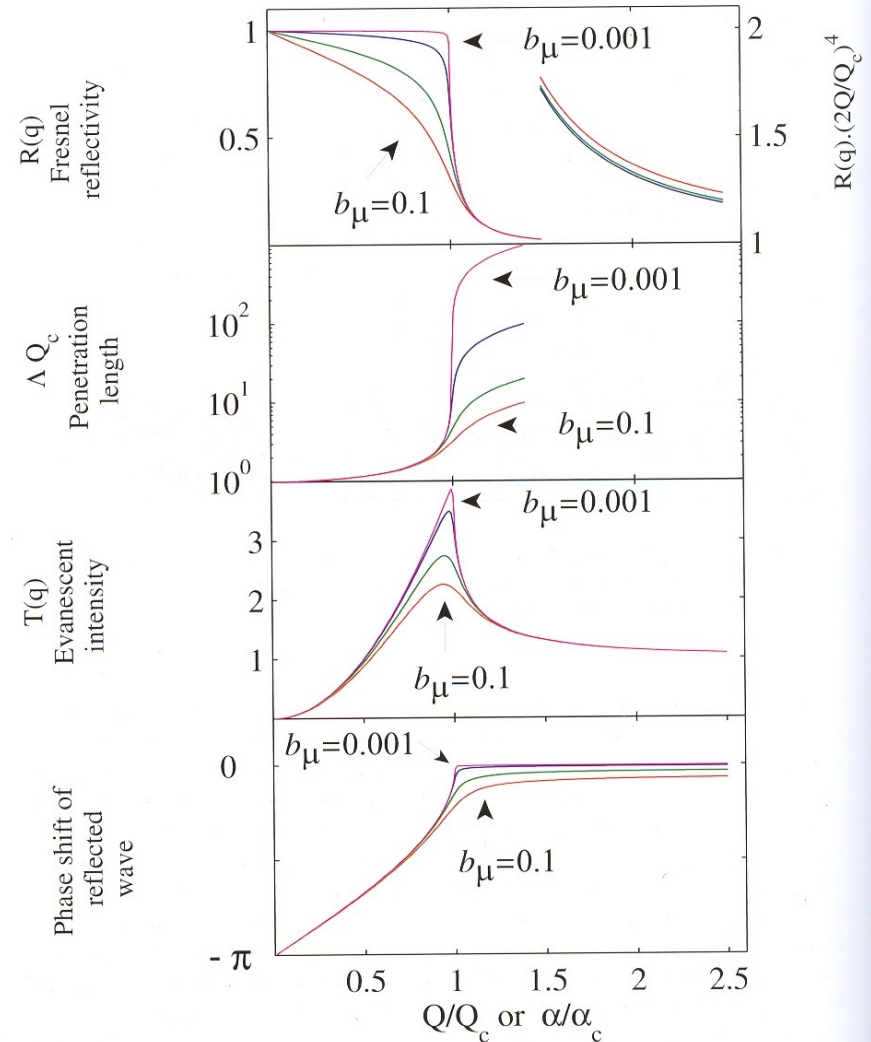 R(q)
Fresnel
reflectivity
1
0.5
bμ=0.001
bμ=0.1
2
1.5
1
R(q).(2Q/Qc)⁴
Λ Qc
Penetration
length
10²
10¹
10⁰
bμ=0.001
bμ=0.1
T(q)
Evanescent
intensity
3
2
1
bμ=0.001
bμ=0.1
Phase shift of
reflected
wave
0
- π
bμ=0.001
bμ=0.1
0.5 1 1.5 2 2.5
Q/Qc or α/αc